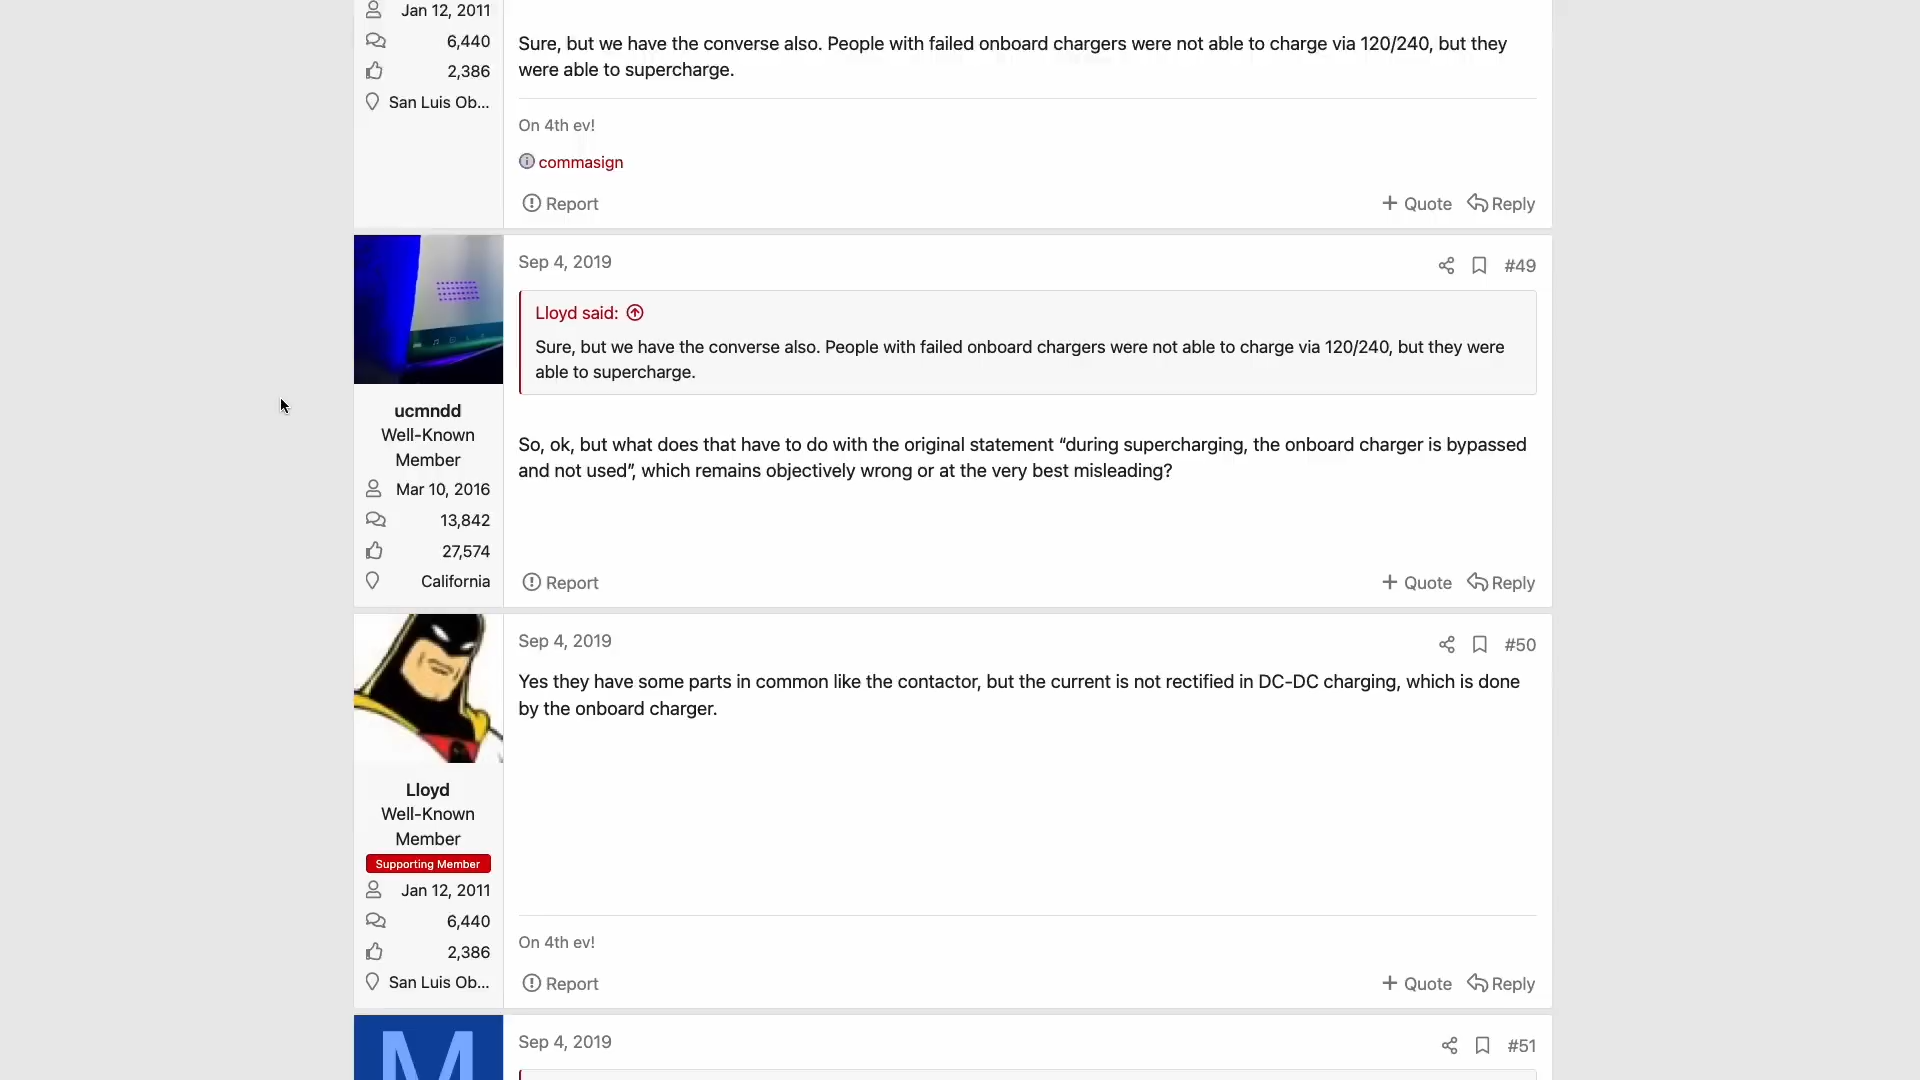 Jan 12, 2011
6,440
2,386
San Luis Ob...
Sure, but we have the converse also. People with failed onboard chargers were not able to charge via 120/240, but they
were able to supercharge.
On 4th ev!
commasign
Report
Quote
Reply
Sep 4, 2019
#49
Lloyd said:
Sure, but we have the converse also. People with failed onboard chargers were not able to charge via 120/240, but they were
able to supercharge.
ucmndd
Well-Known
Member
Mar 10, 2016
13,842
27,574
California
So, ok, but what does that have to do with the original statement “during supercharging, the onboard charger is bypassed
and not used”, which remains objectively wrong or at the very best misleading?
Report
Quote
Reply
Sep 4, 2019
#50
Yes they have some parts in common like the contactor, but the current is not rectified in DC-DC charging, which is done
by the onboard charger.
Lloyd
Well-Known
Member
Supporting Member
Jan 12, 2011
6,440
2,386
San Luis Ob...
On 4th ev!
Report
Quote
Reply
M
Sep 4, 2019
#51